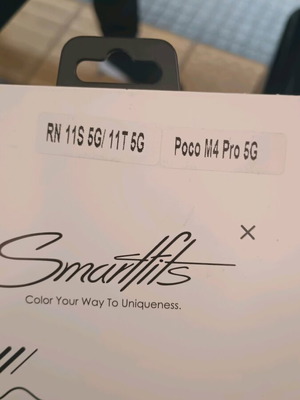 RN 11S 5G/ 11T 5G
Poco M4 Pro 5G
Smartfits
Color Your Way To Uniqueness.